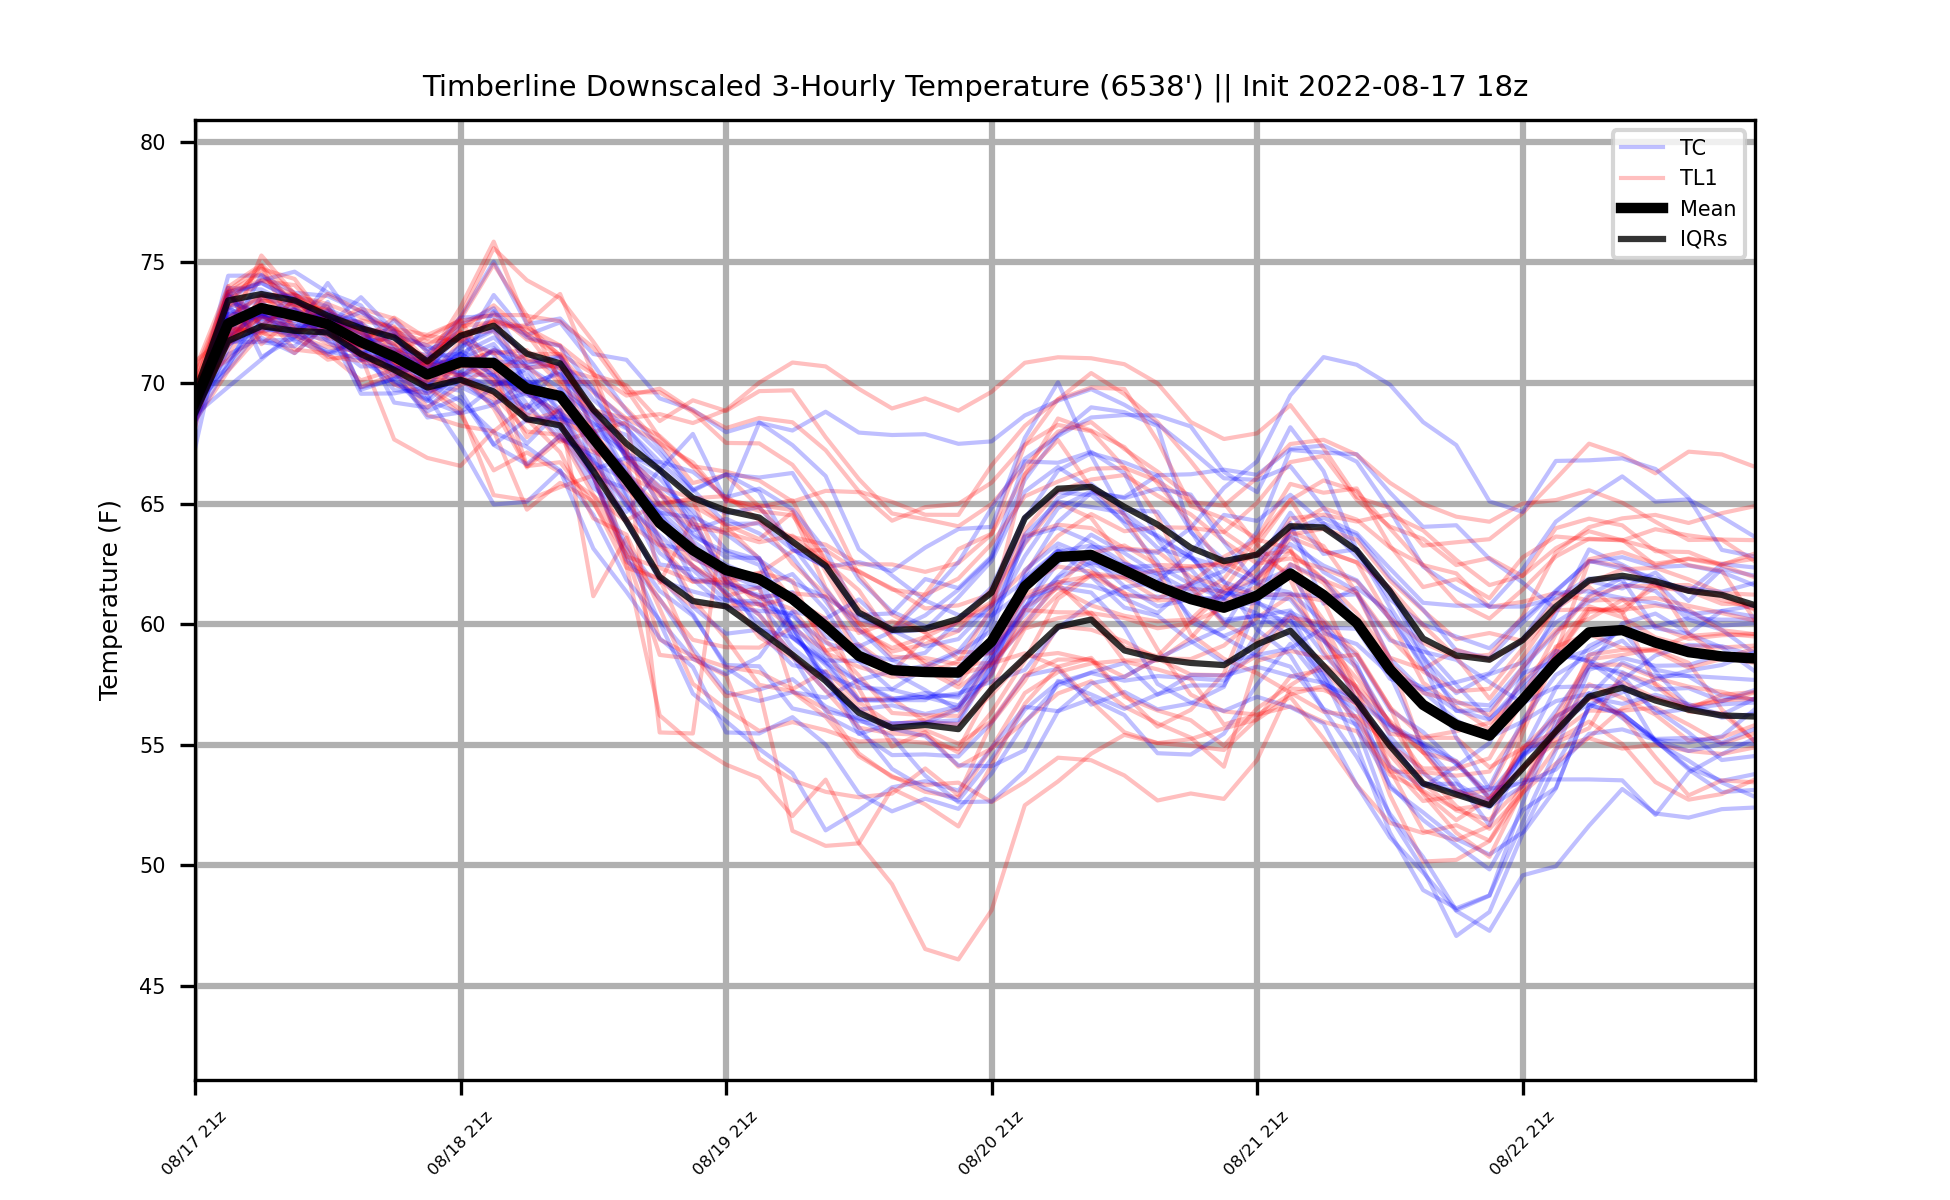 Timberline Downscaled 3-Hourly Temperature (6538') || Init 2022-08-17 18z
TC
TL1
Mean
IQRs
Temperature (F)
80
75
70
65
60
55
50
45
08/17 21z
08/18 21z
08/19 21z
08/20 21z
08/21 21z
08/22 21z